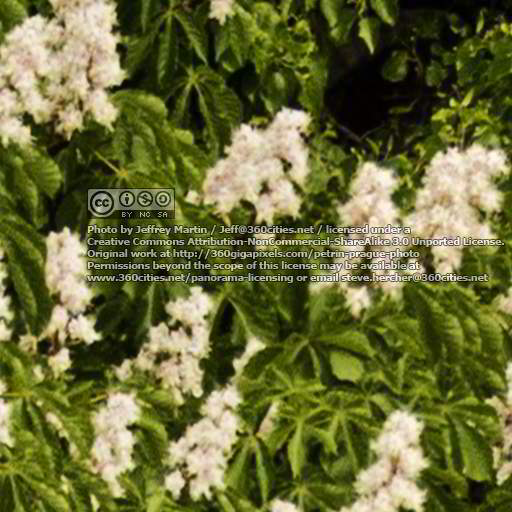 cc BY NC SA
Photo by Jeffrey Martin / Jeff@360cities.net / licensed under a
Creative Commons Attribution-NonCommercial-ShareAlike 3.0 Unported License.
Original work at http://360gigapixels.com/petrin-prague-photo
Permissions beyond the scope of this license may be available at
www.360cities.net/panorama-licensing or email steve.hercher@360cities.net